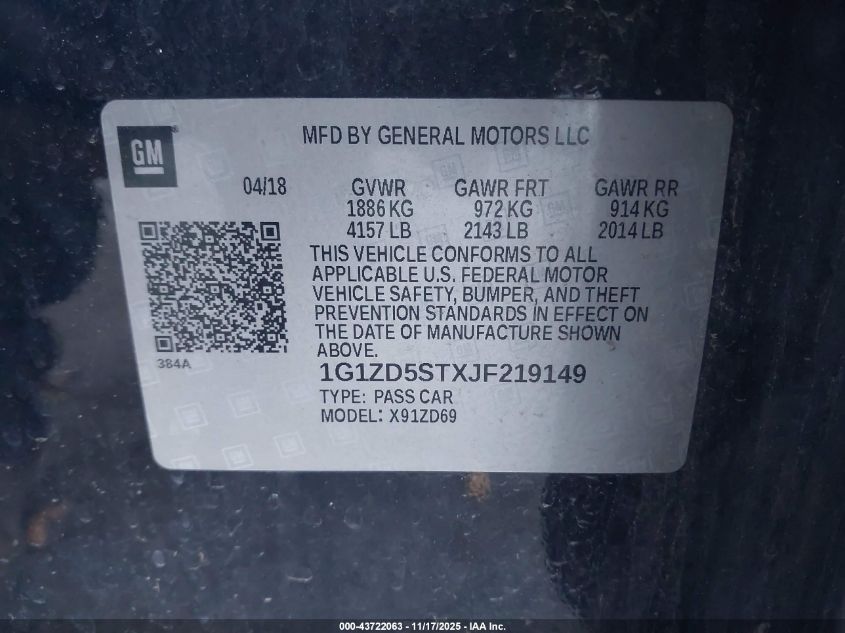 GM
®
MFD BY GENERAL MOTORS LLC
04/18 GVWR GAWR FRT GAWR RR
1886 KG 972 KG 914 KG
4157 LB 2143 LB 2014 LB
THIS VEHICLE CONFORMS TO ALL
APPLICABLE U.S. FEDERAL MOTOR
VEHICLE SAFETY, BUMPER, AND THEFT
PREVENTION STANDARDS IN EFFECT ON
THE DATE OF MANUFACTURE SHOWN
ABOVE.
384A
1G1ZD5STXJF219149
TYPE: PASS CAR
MODEL: X91ZD69
000-43722063 - 11/17/2025 - IAA Inc.